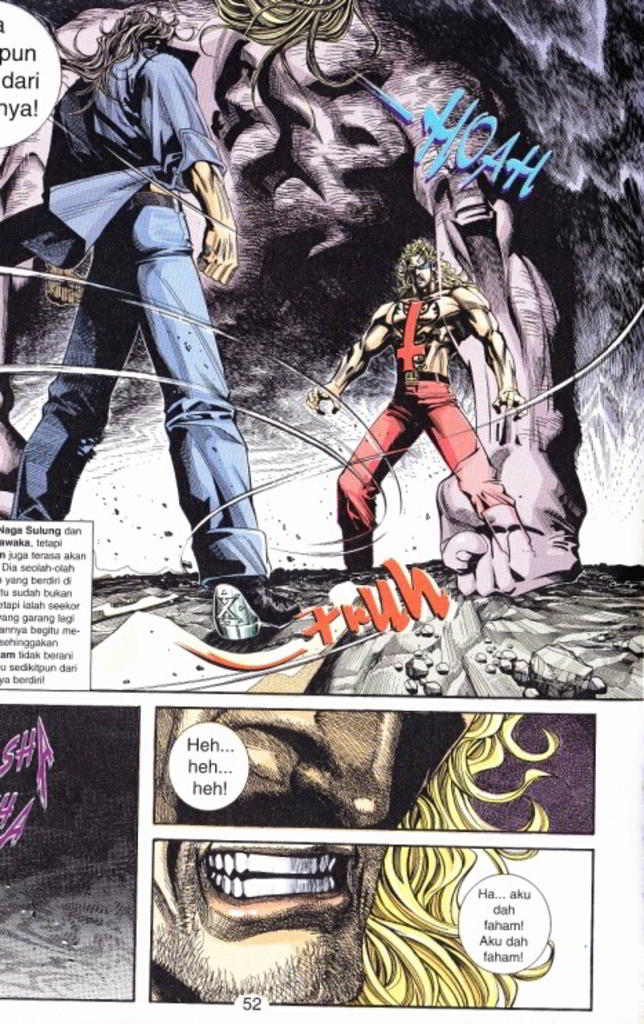 pun
dari
nya!
HOAH
Naga Sulung dan
awaka, tetapi
juga terasa akan
Dia seolah-olah
yang berdiri di
tu sudah bukan
etapi ialah seekor
yang garang lagi
annya begitu me-
sehinggakan
am tidak berani
u sedikitpun dari
ya berdiri!
Heh...
heh...
heh!
Ha... aku
dah
faham!
Aku dah
faham!
52